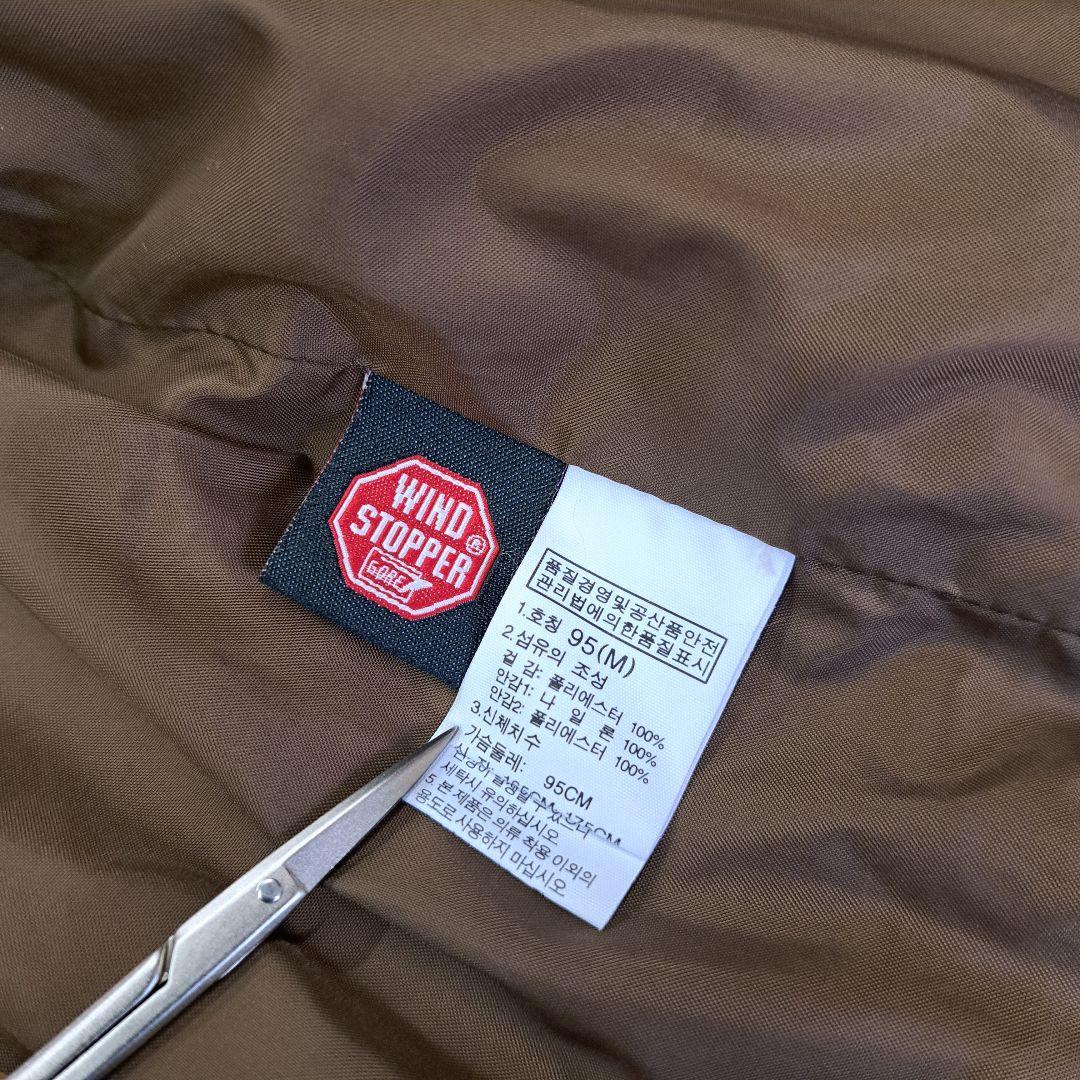 WIND
STOPPER
®
GORE
품질경영및공산품안전
관리법에의한품질표시
1.호칭 95(M)
2.섬유의 조성
겉 감: 폴리에스터 100%
안감1: 나 일 론 100%
안감2: 폴리에스터 100%
3.신체치수
가슴둘레: 95CM
세탁시 유의하십시오
5.본 제품은 의류 착용 이외의
용도로 사용하지 마십시오